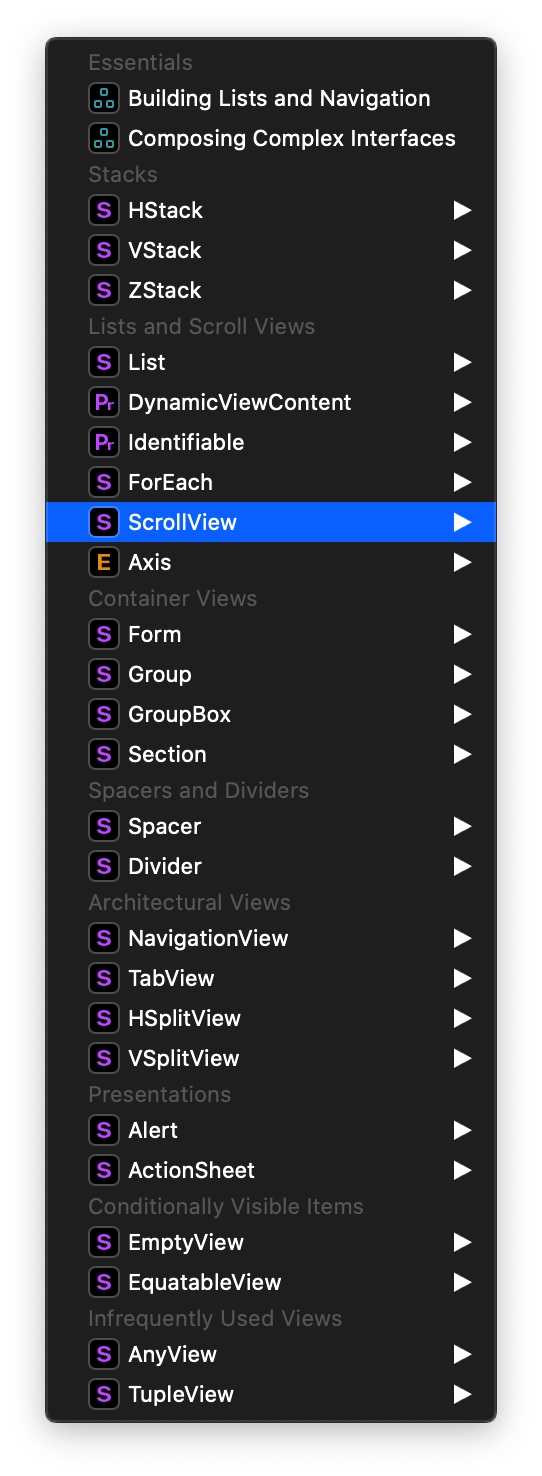 Essentials
Building Lists and Navigation
Composing Complex Interfaces
Stacks
S HStack
S VStack
S ZStack
Lists and Scroll Views
S List
Pr DynamicViewContent
Pr Identifiable
S ForEach
S ScrollView
E Axis
Container Views
S Form
S Group
S GroupBox
S Section
Spacers and Dividers
S Spacer
S Divider
Architectural Views
S NavigationView
S TabView
S HSplitView
S VSplitView
Presentations
S Alert
S ActionSheet
Conditionally Visible Items
S EmptyView
S EquatableView
Infrequently Used Views
S AnyView
S TupleView